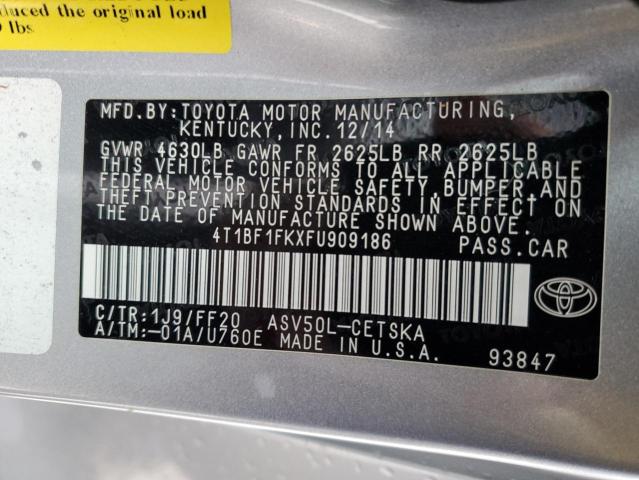 duced the original load
lbs
MFD.BY:TOYOTA MOTOR MANUFACTURING,
KENTUCKY,INC.12/14
GVWR 4630LB GAWR FR 2625LB RR 2625LB
THIS VEHICLE CONFORMS TO ALL APPLICABLE
FEDERAL MOTOR VEHICLE SAFETY, BUMPER,AND
THEFT PREVENTION STANDARDS IN EFFECT ON
THE DATE OF MANUFACTURE SHOWN ABOVE.
4T1BF1FKXFU909186 PASS.CAR
C/TR:1J9/FF20 ASV50L-CETSKA
A/TM:-01A/U760E MADE IN U.S.A.
93847